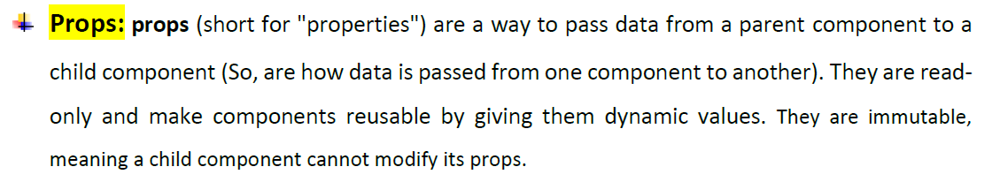 Props: props (short for "properties") are a way to pass data from a parent component to a
child component (So, are how data is passed from one component to another). They are read-
only and make components reusable by giving them dynamic values. They are immutable,
meaning a child component cannot modify its props.